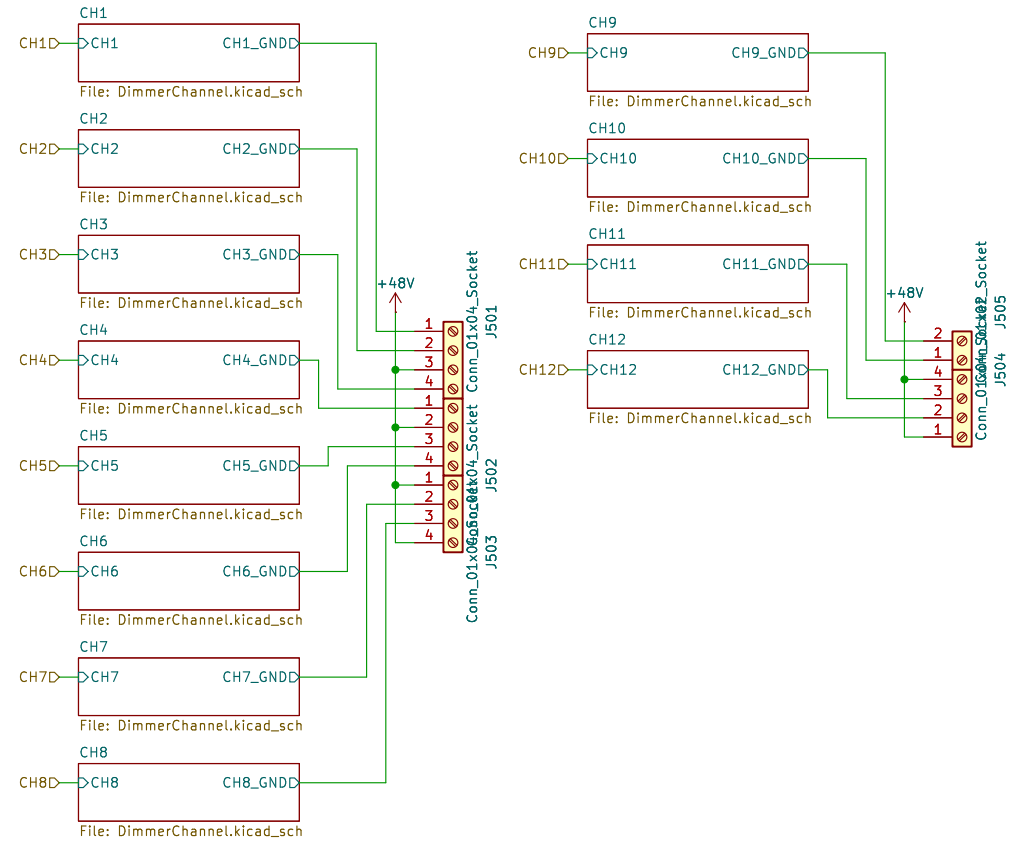 CH1
CH1
CH1
CH1_GND
File: DimmerChannel.kicad_sch
CH2
CH2
CH2
CH2_GND
File: DimmerChannel.kicad_sch
CH3
CH3
CH3
CH3_GND
File: DimmerChannel.kicad_sch
CH4
CH4
CH4
CH4_GND
File: DimmerChannel.kicad_sch
CH5
CH5
CH5
CH5_GND
File: DimmerChannel.kicad_sch
CH6
CH6
CH6
CH6_GND
File: DimmerChannel.kicad_sch
CH7
CH7
CH7
CH7_GND
File: DimmerChannel.kicad_sch
CH8
CH8
CH8
CH8_GND
File: DimmerChannel.kicad_sch
+48V
1
2
3
4
1
2
3
4
1
2
3
4
Conn_01x04_Socket
J501
Conn_01x04_Socket
J502
Conn_01x04_Socket
J503
CH9
CH9
CH9
CH9_GND
File: DimmerChannel.kicad_sch
CH10
CH10
CH10
CH10_GND
File: DimmerChannel.kicad_sch
CH11
CH11
CH11
CH11_GND
File: DimmerChannel.kicad_sch
CH12
CH12
CH12
CH12_GND
File: DimmerChannel.kicad_sch
+48V
2
1
4
3
2
1
Conn_01x02_Socket
J505
Conn_01x04_Socket
J504